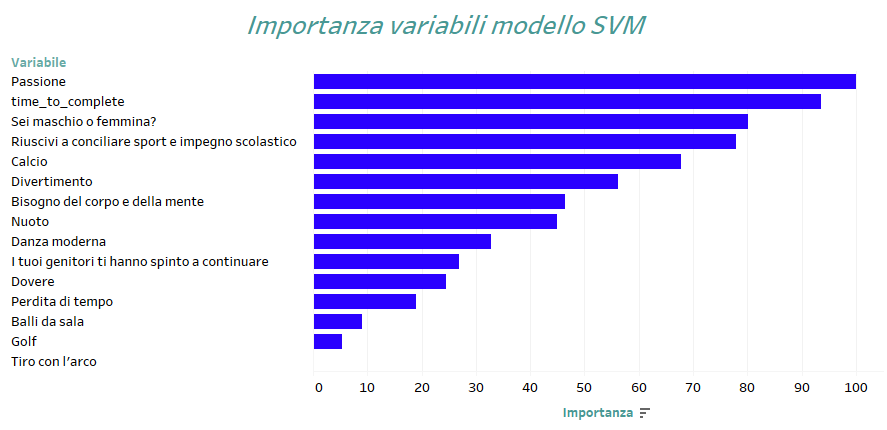 Importanza variabili modello SVM
Variabile
Passione
time_to_complete
Sei maschio o femmina?
Riuscivi a conciliare sport e impegno scolastico
Calcio
Divertimento
Bisogno del corpo e della mente
Nuoto
Danza moderna
I tuoi genitori ti hanno spinto a continuare
Dovere
Perdita di tempo
Balli da sala
Golf
Tiro con l'arco
0 10 20 30 40 50 60 70 80 90 100
Importanza